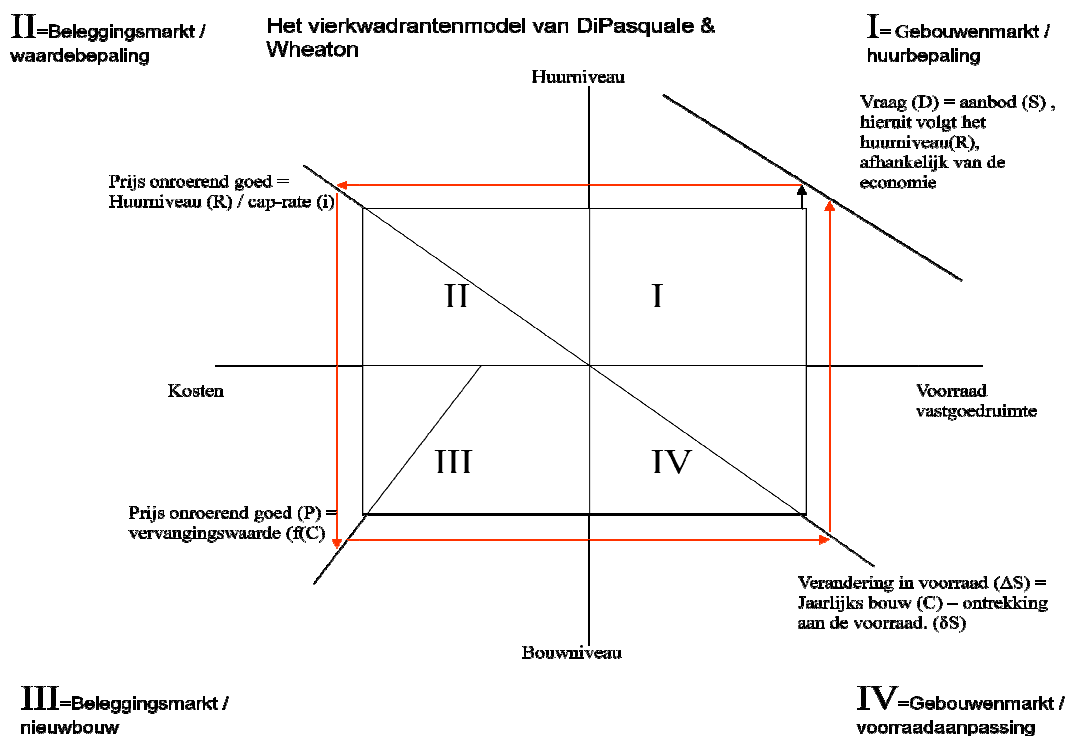 II=Beleggingsmarkt /
waardebepaling
Het vierkwadrantenmodel van DiPasquale &
Wheaton
I= Gebouwenmarkt /
huurbepaling
Huurniveau
Vraag (D) = aanbod (S) ,
hieruit volgt het
huurniveau(R),
afhankelijk van de
economie
Prijs onroerend goed =
Huurniveau (R) / cap-rate (i)
II
I
Kosten
Voorraad
vastgoedruimte
III
IV
Prijs onroerend goed (P) =
vervangingswaarde (f(C)
Verandering in voorraad (ΔS) =
Jaarlijks bouw (C) – ontrekking
aan de voorraad. (δS)
Bouwniveau
III=Beleggingsmarkt /
nieuwbouw
IV=Gebouwenmarkt /
voorraadaanpassing